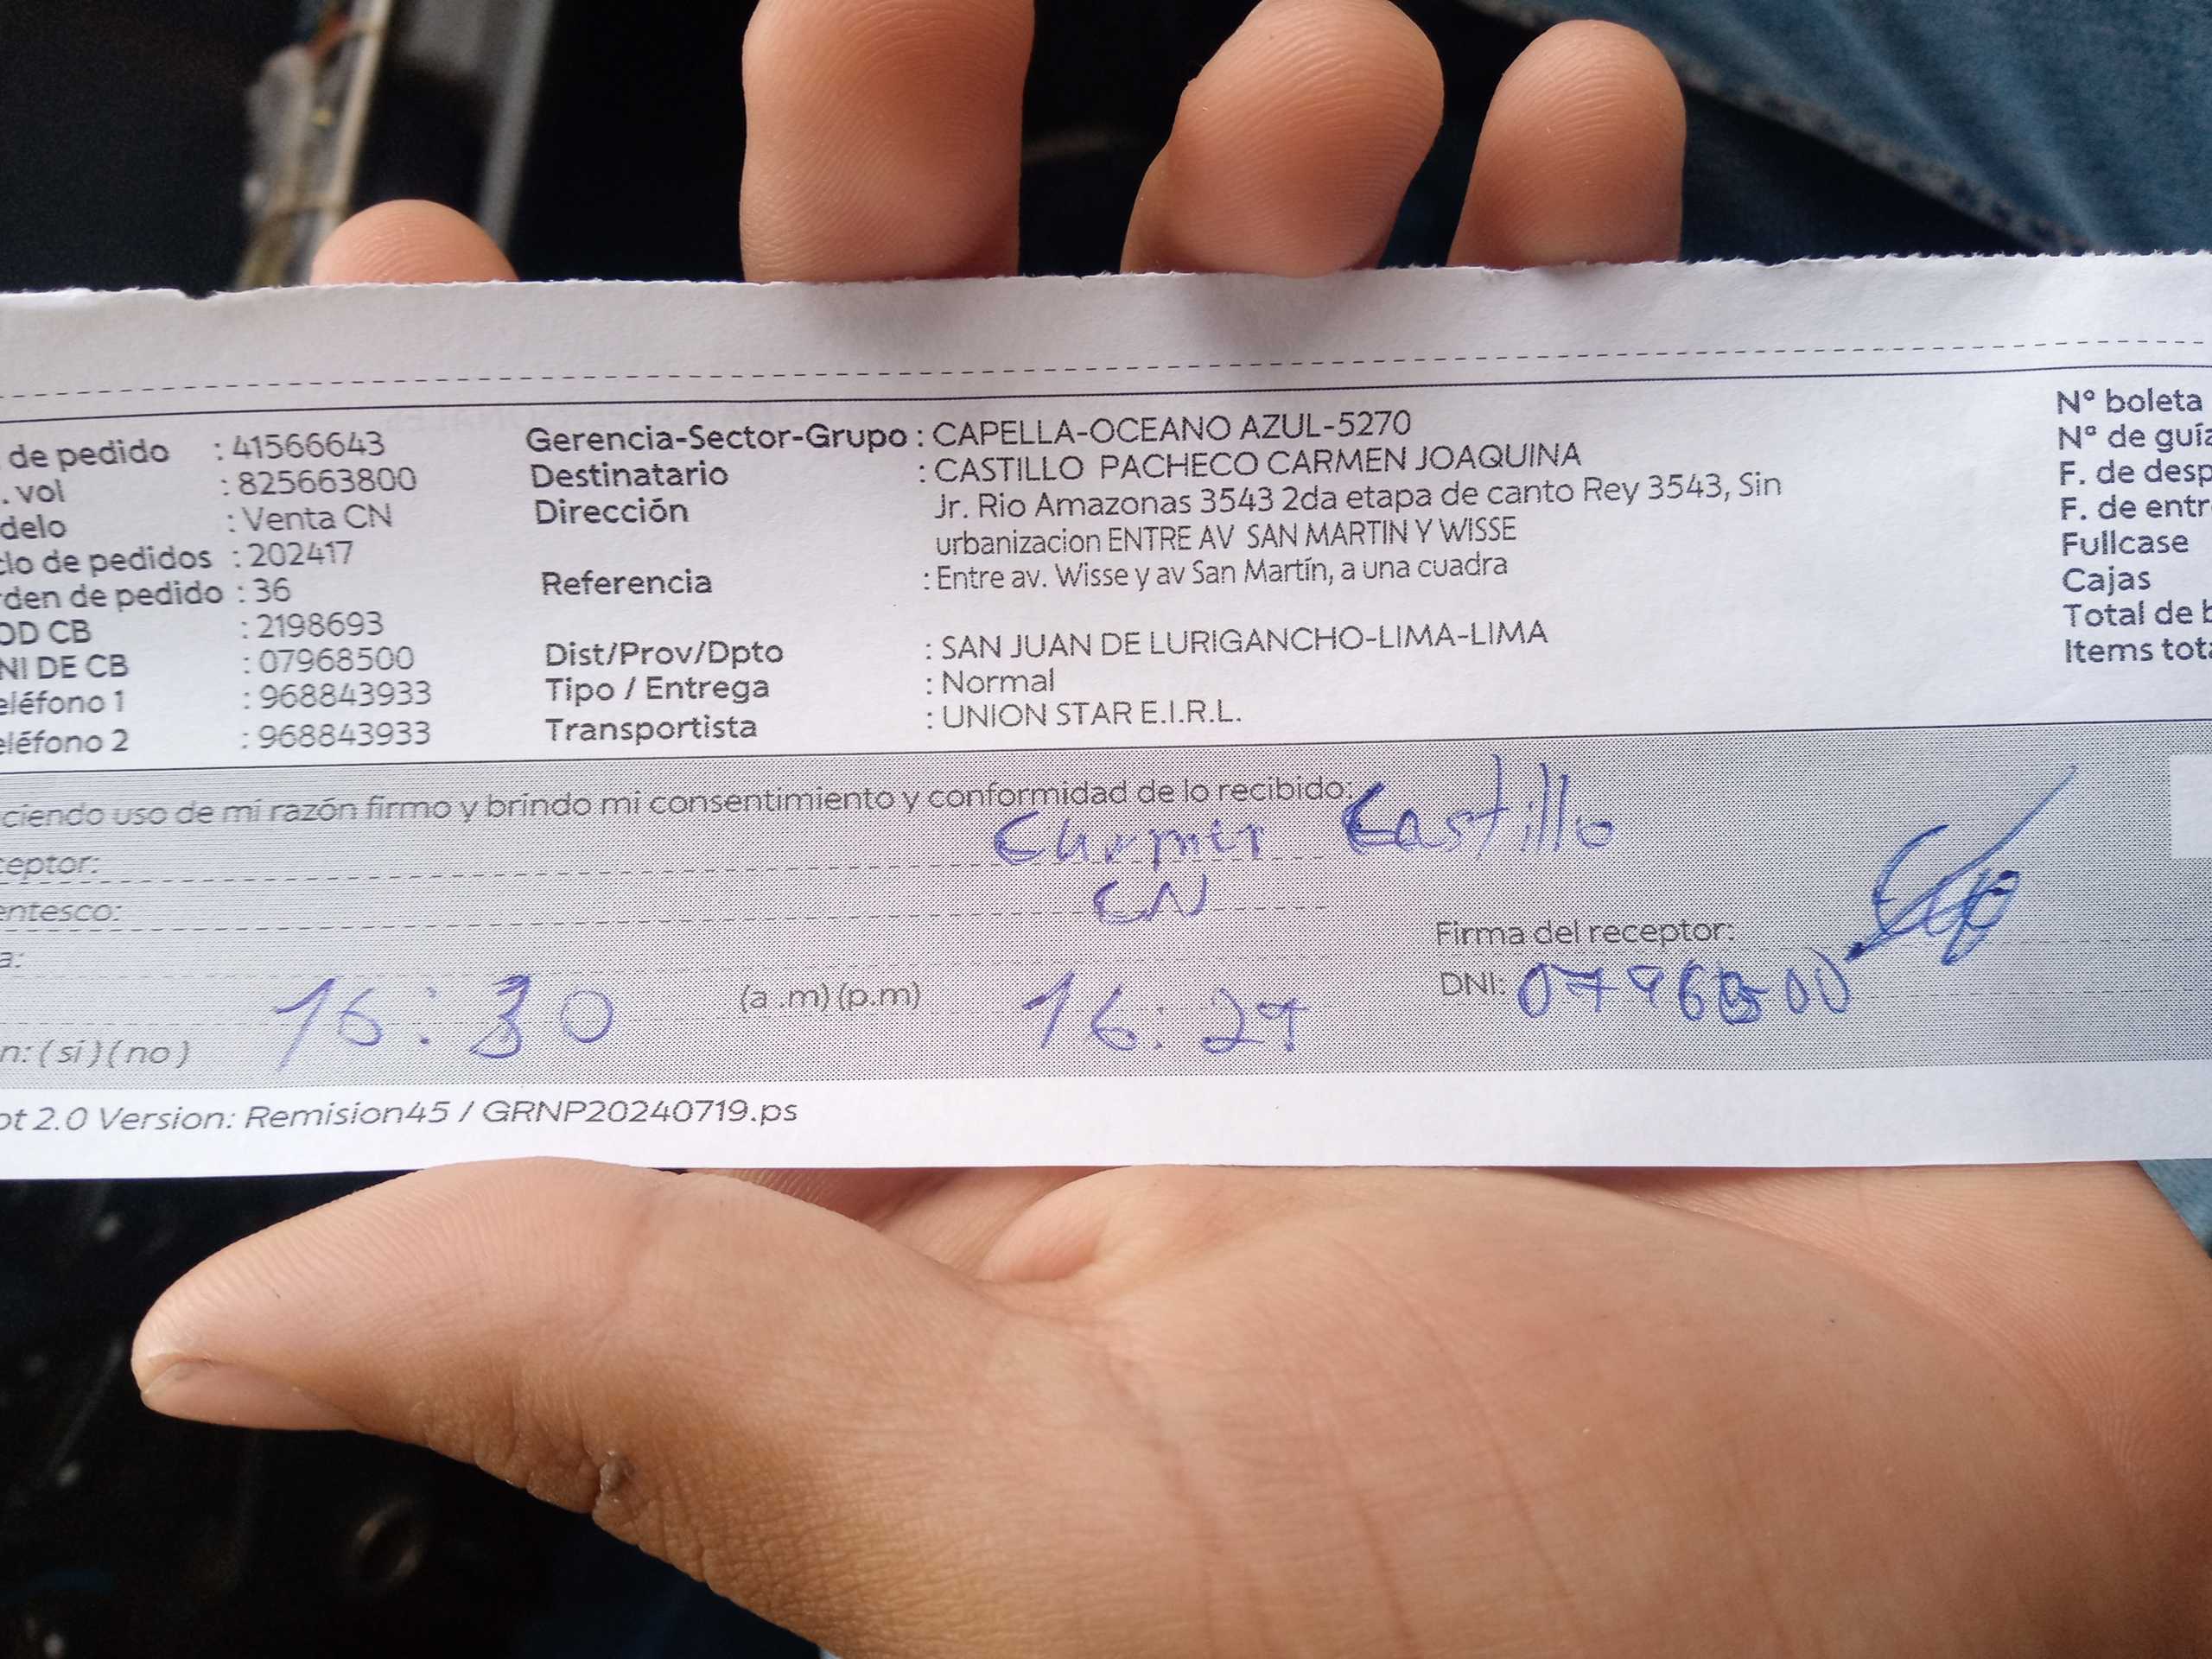 de pedido : 41566643
. vol : 825663800
delo : Venta CN
clo de pedidos : 202417
rden de pedido : 36
OD CB : 2198693
NI DE CB : 07968500
eléfono 1 : 968843933
eléfono 2 : 968843933
Gerencia-Sector-Grupo : CAPELLA-OCEANO AZUL-5270
Destinatario : CASTILLO PACHECO CARMEN JOAQUINA
Dirección Jr. Rio Amazonas 3543 2da etapa de canto Rey 3543, Sin
urbanizacion ENTRE AV SAN MARTIN Y WISSE
Referencia : Entre av. Wisse y av San Martín, a una cuadra
Dist/Prov/Dpto : SAN JUAN DE LURIGANCHO-LIMA-LIMA
Tipo / Entrega : Normal
Transportista : UNION STAR E.I.R.L.
Nº boleta
Nº de guía
F. de desp
F. de entr
Fullcase
Cajas
Total de b
Items tota
ciendo uso de mi razón firmo y brindo mi consentimiento y conformidad de lo recibido:
ceptor: Carmen Castillo
entesco: CN
a: 16:30 (a .m) (p.m) 16:27
n: ( si ) ( no )
Firma del receptor:
DNI: 07968500
ot 2.0 Version: Remision45 / GRNP20240719.ps